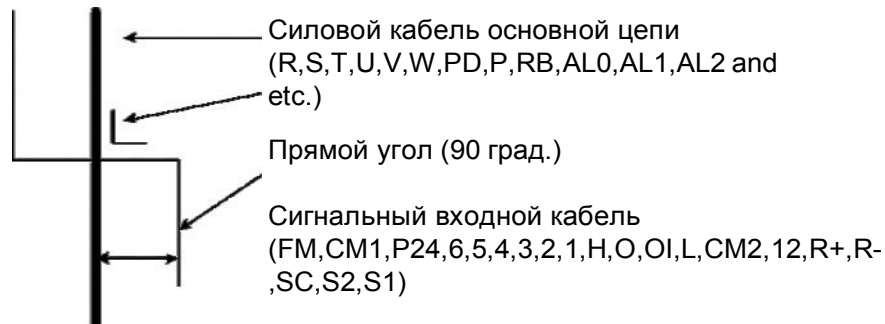 Силовой кабель основной цепи
(R,S,T,U,V,W,PD,P,RB,AL0,AL1,AL2 and
etc.)
Прямой угол (90 град.)
Сигнальный входной кабель
(FM,CM1,P24,6,5,4,3,2,1,H,O,OI,L,CM2,12,R+,R-
,SC,S2,S1)